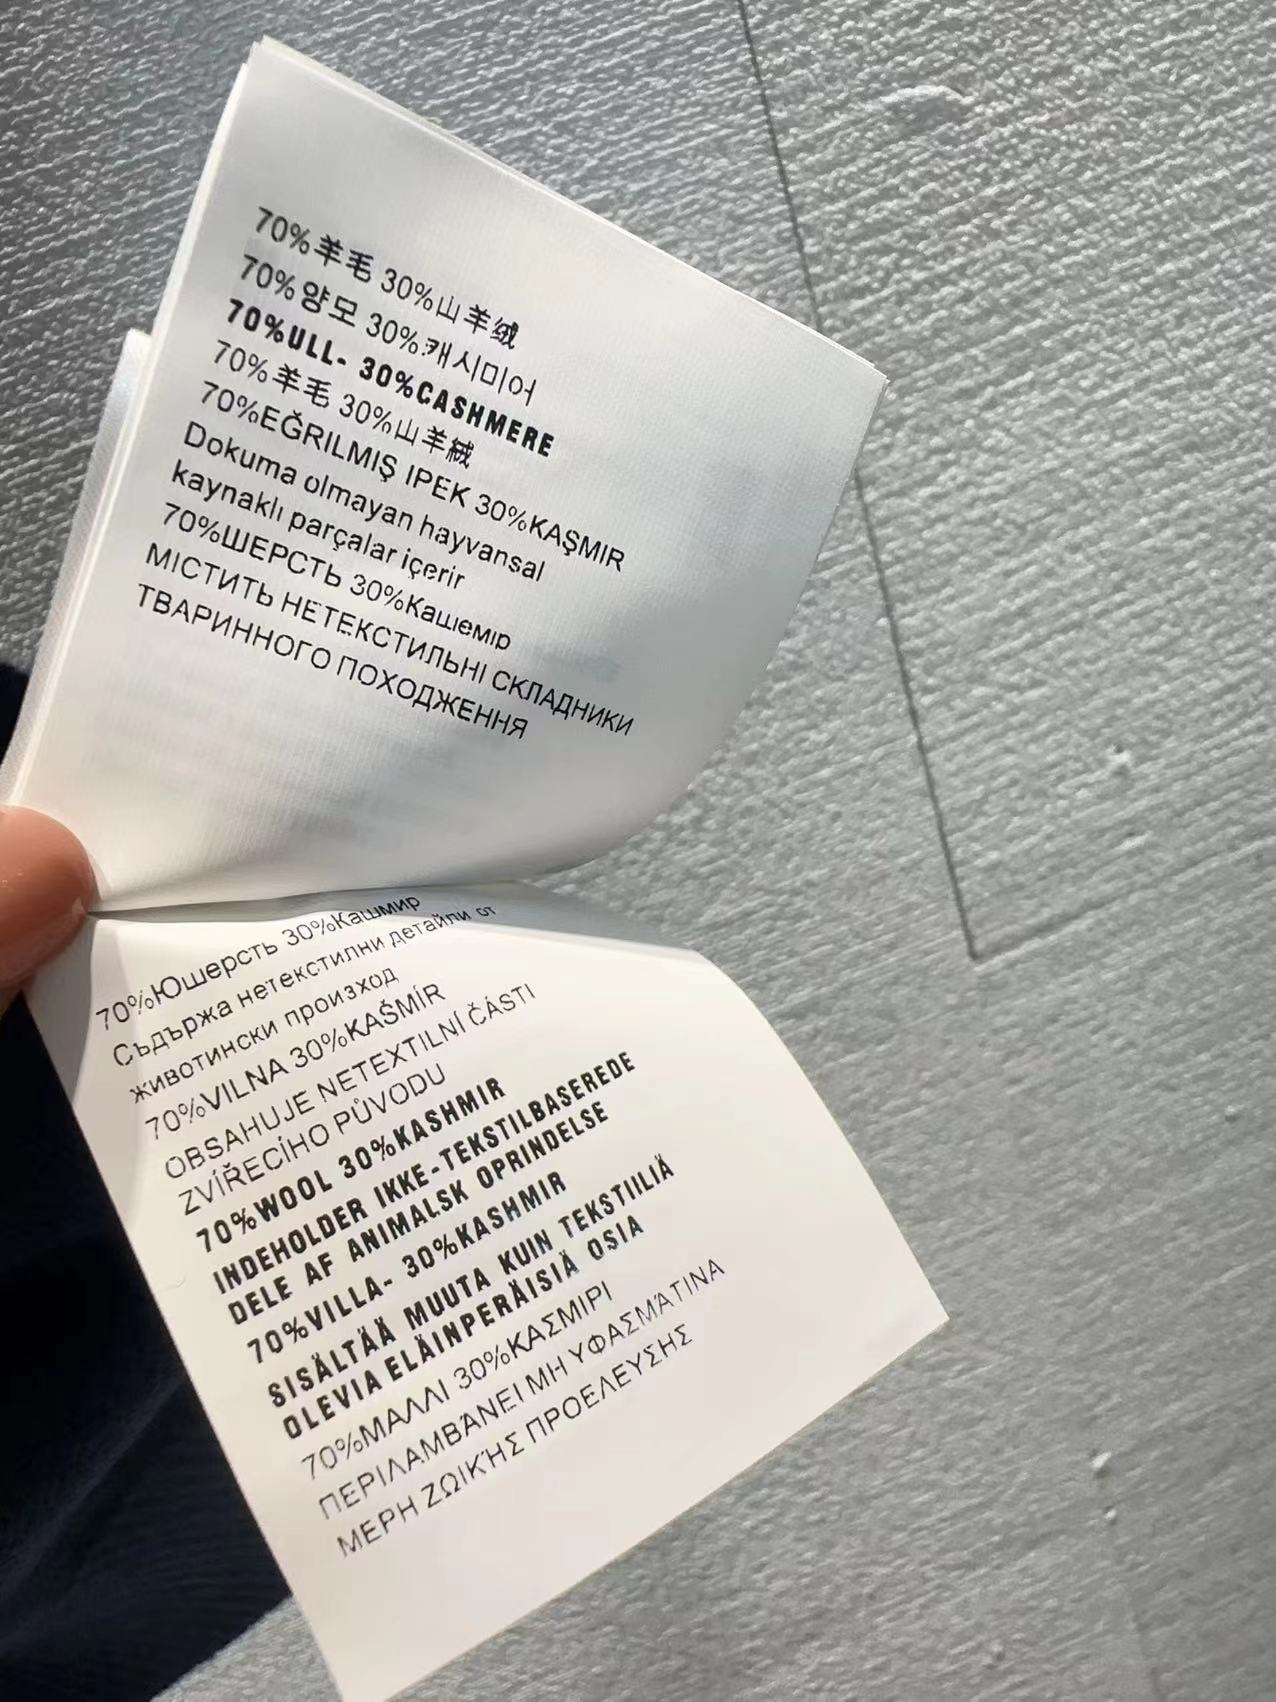 70%羊毛 30%山羊绒
70%양모 30%캐시미어
70%ULL- 30%CASHMERE
70%羊毛 30%山羊絨
70%EĞRILMIŞ IPEK 30%KAŞMIR
Dokuma olmayan hayvansal
kaynaklı parçalar içerir
70%ШЕРСТЬ 30%Кашемір
МІСТИТЬ НЕТЕКСТИЛЬНІ СКЛАДНИКИ
ТВАРИННОГО ПОХОДЖЕННЯ
70%Юшерсть 30%Кашмир
Съдържа нетекстилни детайли от
животински произход
70%VILNA 30%KAŠMÍR
OBSAHUJE NETEXTILNÍ ČÁSTI
ZVÍŘECÍHO PŮVODU
70%WOOL 30%KASHMIR
INDEHOLDER IKKE-TEKSTILBASEREDE
DELE AF ANIMALSK OPRINDELSE
70%VILLA- 30%KASHMIR
SISÄLTÄÄ MUUTA KUIN TEKSTIILIÄ
OLEVIA ELÄINPERÄISIÄ OSIA
70%ΜΑΛΛΙ 30%ΚΑΣΜΙΡΙ
ΠΕΡΙΛΑΜΒΆΝΕΙ ΜΗ ΥΦΑΣΜΆΤΙΝΑ
ΜΕΡΗ ΖΩΙΚΉΣ ΠΡΟΕΛΕΥΣΗΣ